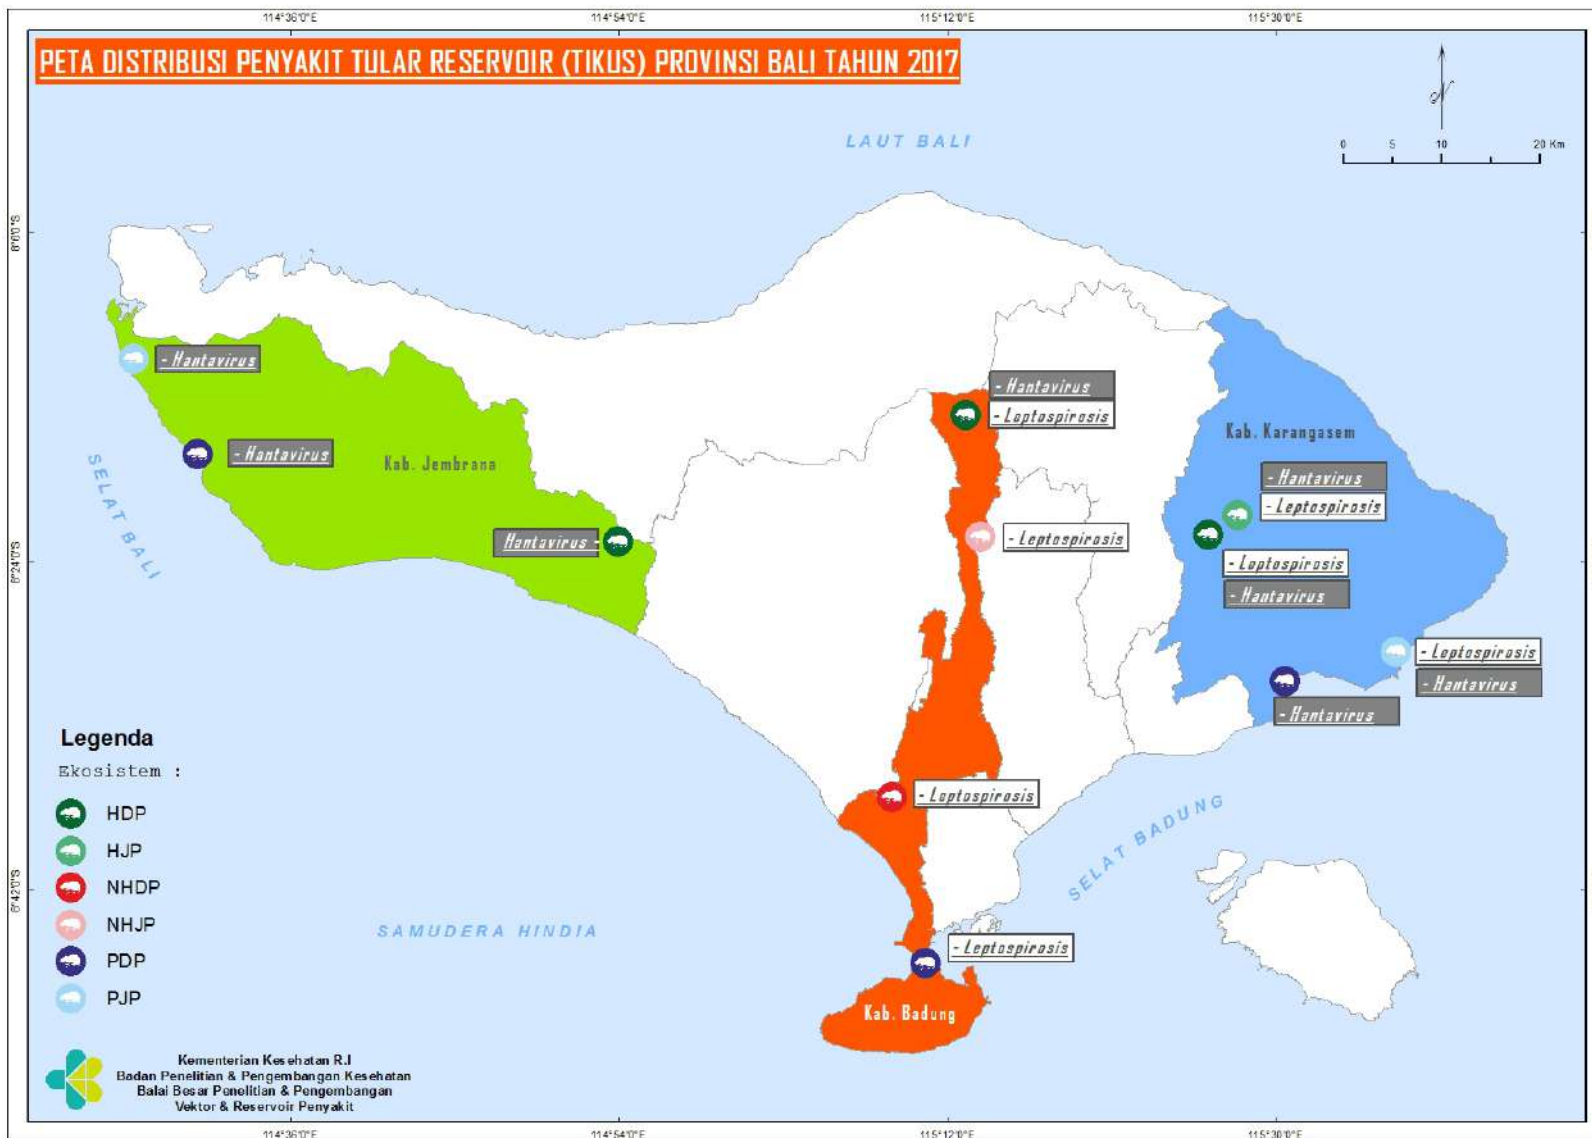 114°36'0"E 114°54'0"E 115°12'0"E 115°30'0"E
PETA DISTRIBUSI PENYAKIT TULAR RESERVOIR (TIKUS) PROVINSI BALI TAHUN 2017
N
0 5 10 20 Km
LAUT BALI
8°6'0"S
- Hantavirus
- Hantavirus
- Leptospirosis
Kab. Karangasem
- Hantavirus
Kab. Jembrana
SELAT BALI
- Hantavirus
- Leptospirosis
Hantavirus -
- Leptospirosis
8°24'0"S
- Leptospirosis
- Hantavirus
- Leptospirosis
- Hantavirus
- Hantavirus
Legenda
Ekosistem :
HDP
HJP
NHDP
NHJP
PDP
PJP
- Leptospirosis
SELAT BADUNG
8°42'0"S
SAMUDERA HINDIA
- Leptospirosis
Kab. Badung
Kementerian Kesehatan R.I
Badan Penelitian & Pengembangan Kesehatan
Balai Besar Penelitian & Pengembangan
Vektor & Reservoir Penyakit
114°36'0"E 114°54'0"E 115°12'0"E 115°30'0"E